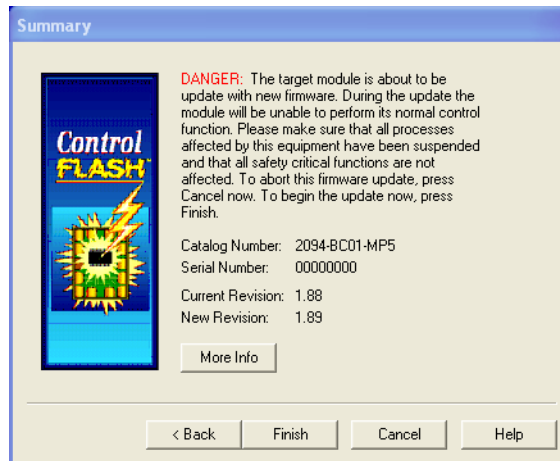 Summary
Control
FLASH
DANGER: The target module is about to be
update with new firmware. During the update the
module will be unable to perform its normal control
function. Please make sure that all processes
affected by this equipment have been suspended
and that all safety critical functions are not
affected. To abort this firmware update, press
Cancel now. To begin the update now, press
Finish.
Catalog Number: 2094-BC01-MP5
Serial Number: 00000000
Current Revision: 1.88
New Revision: 1.89
More Info
< Back Finish Cancel Help